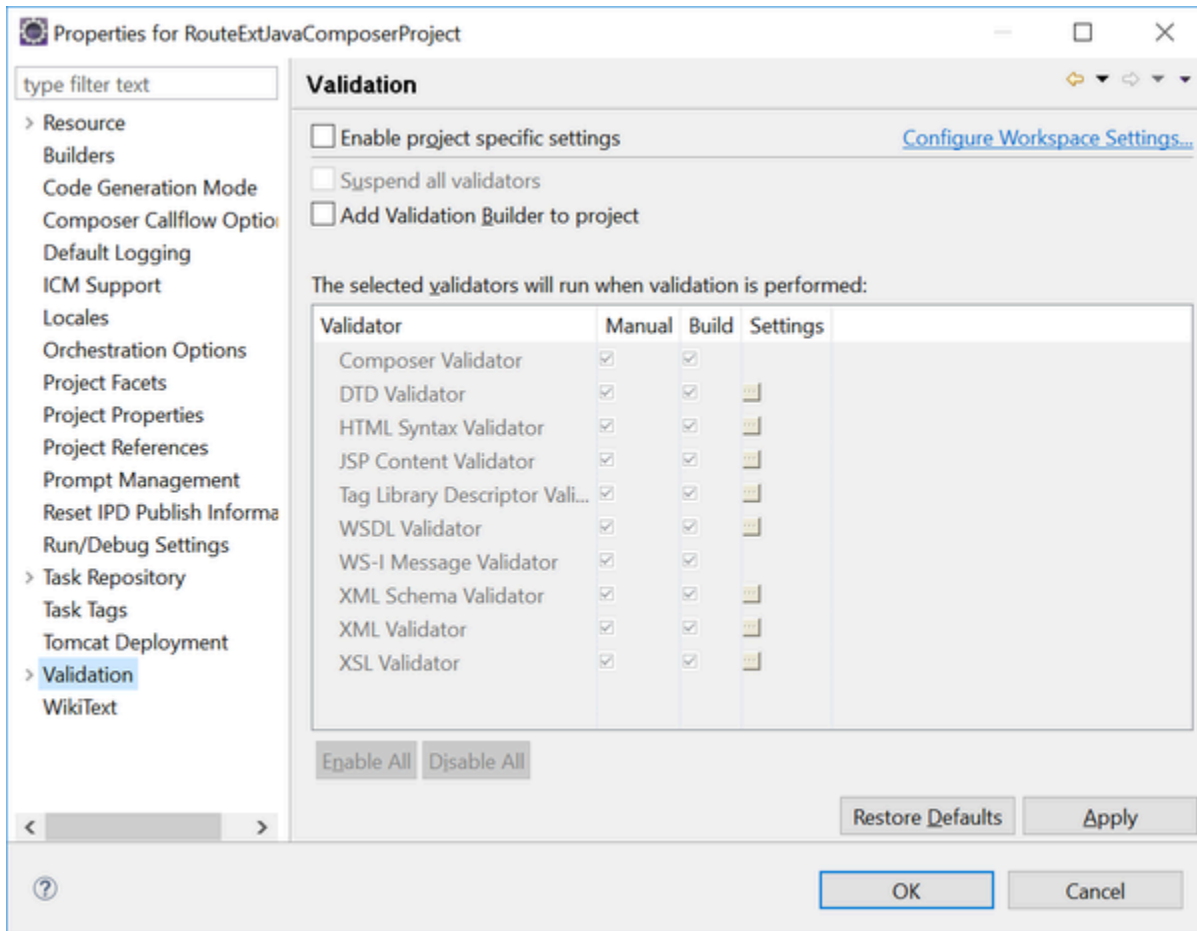 Properties for RouteExtJavaComposerProject
type filter text
Resource
Builders
Code Generation Mode
Composer Callflow Optio
Default Logging
ICM Support
Locales
Orchestration Options
Project Facets
Project Properties
Project References
Prompt Management
Reset IPD Publish Informa
Run/Debug Settings
Task Repository
Task Tags
Tomcat Deployment
Validation
WikiText
Validation
Enable project specific settings
Configure Workspace Settings...
Suspend all validators
Add Validation Builder to project
The selected validators will run when validation is performed:
Validator Manual Build Settings
Composer Validator
DTD Validator ...
HTML Syntax Validator ...
JSP Content Validator ...
Tag Library Descriptor Vali... ...
WSDL Validator ...
WS-I Message Validator
XML Schema Validator ...
XML Validator ...
XSL Validator ...
Enable All Disable All
Restore Defaults Apply
? OK Cancel